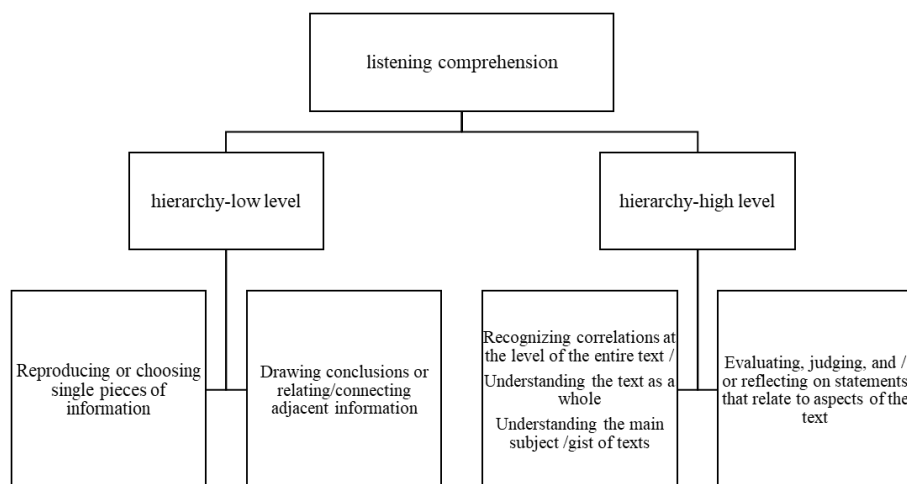 listening comprehension
hierarchy-low level
hierarchy-high level
Reproducing or choosing
single pieces of
information
Drawing conclusions or
relating/connecting
adjacent information
Recognizing correlations at
the level of the entire text /
Understanding the text as a
whole
Understanding the main
subject /gist of texts
Evaluating, judging, and /
or reflecting on statements
that relate to aspects of the
text